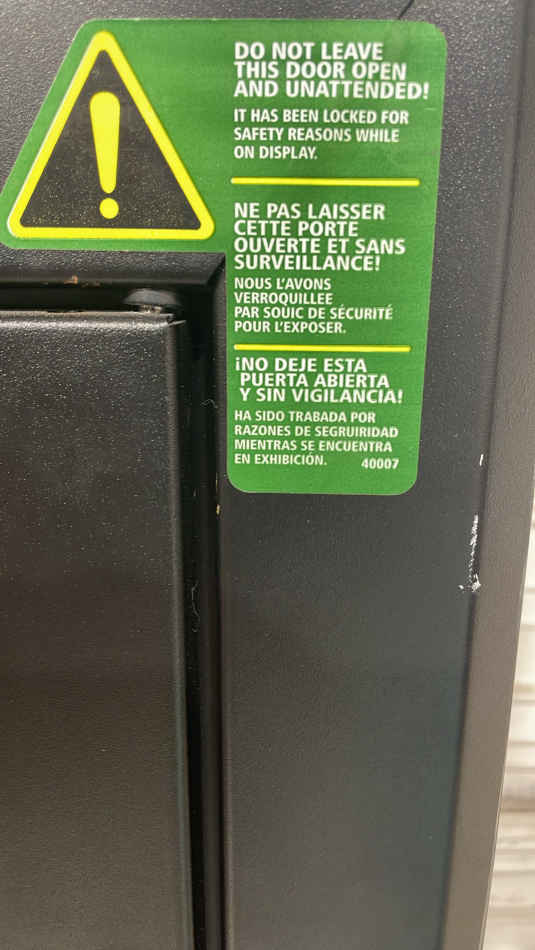 DO NOT LEAVE
THIS DOOR OPEN
AND UNATTENDED!
IT HAS BEEN LOCKED FOR
SAFETY REASONS WHILE
ON DISPLAY.
NE PAS LAISSER
CETTE PORTE
OUVERTE ET SANS
SURVEILLANCE!
NOUS L'AVONS
VERROQUILLEE
PAR SOUIC DE SÉCURITÉ
POUR L'EXPOSER.
¡NO DEJE ESTA
PUERTA ABIERTA
Y SIN VIGILANCIA!
HA SIDO TRABADA POR
RAZONES DE SEGRUIRIDAD
MIENTRAS SE ENCUENTRA
EN EXHIBICIÓN. 40007